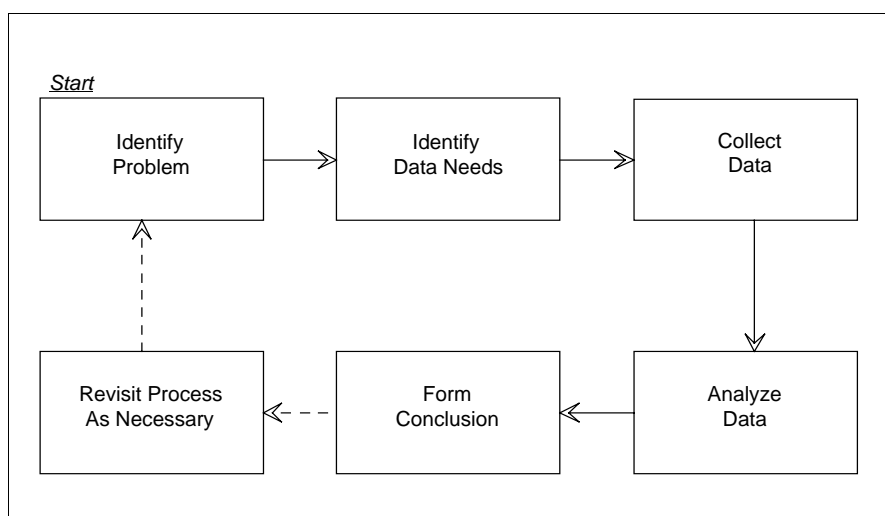 Start
Identify
Problem
Identify
Data Needs
Collect
Data
Revisit Process
As Necessary
Form
Conclusion
Analyze
Data